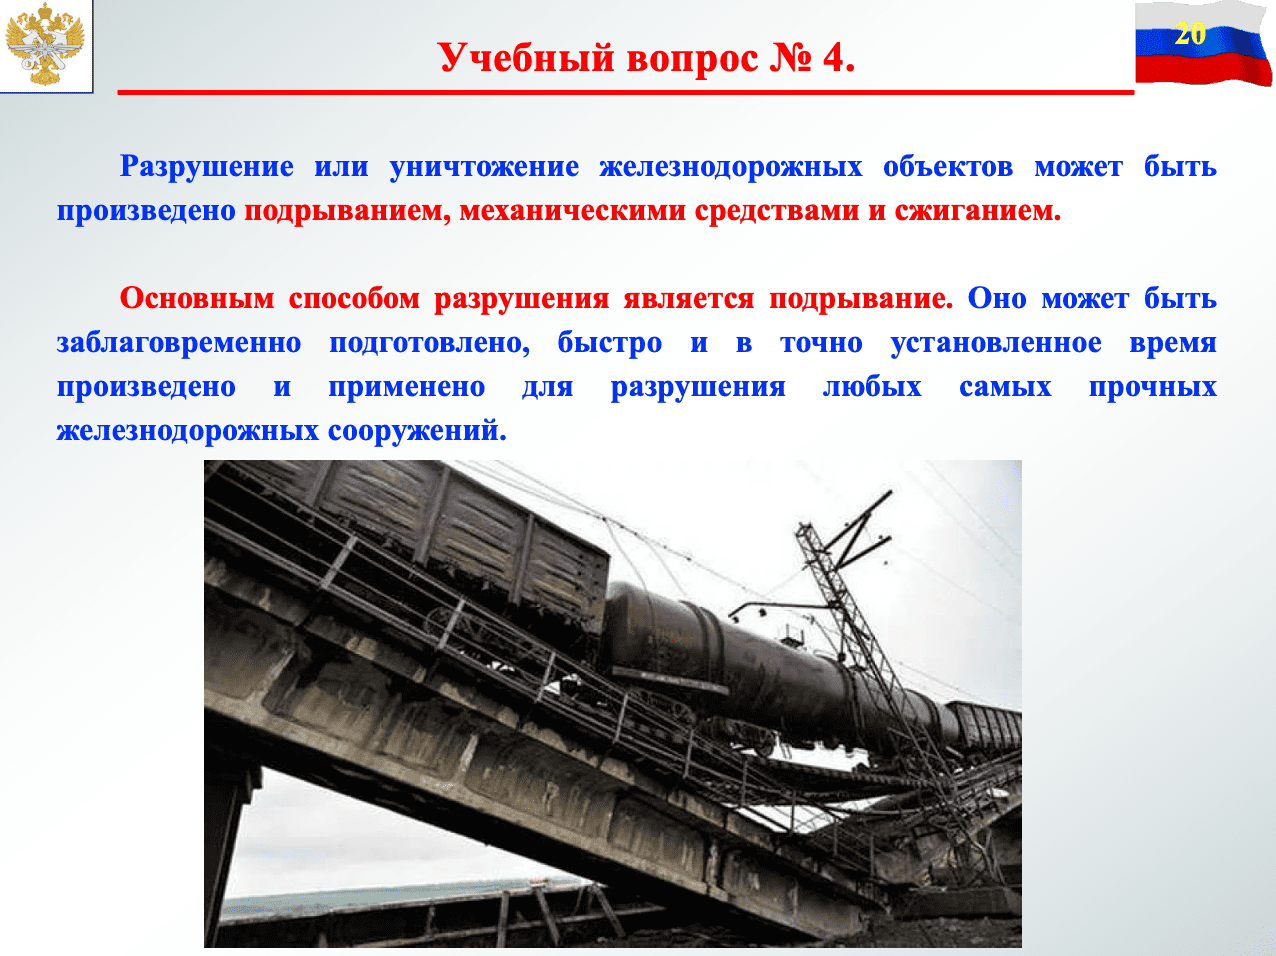 20
Учебный вопрос № 4.
Разрушение или уничтожение железнодорожных объектов может быть
произведено подрыванием, механическими средствами и сжиганием.
Основным способом разрушения является подрывание. Оно может быть
заблаговременно подготовлено, быстро и в точно установленное время
произведено и применено для разрушения любых самых прочных
железнодорожных сооружений.